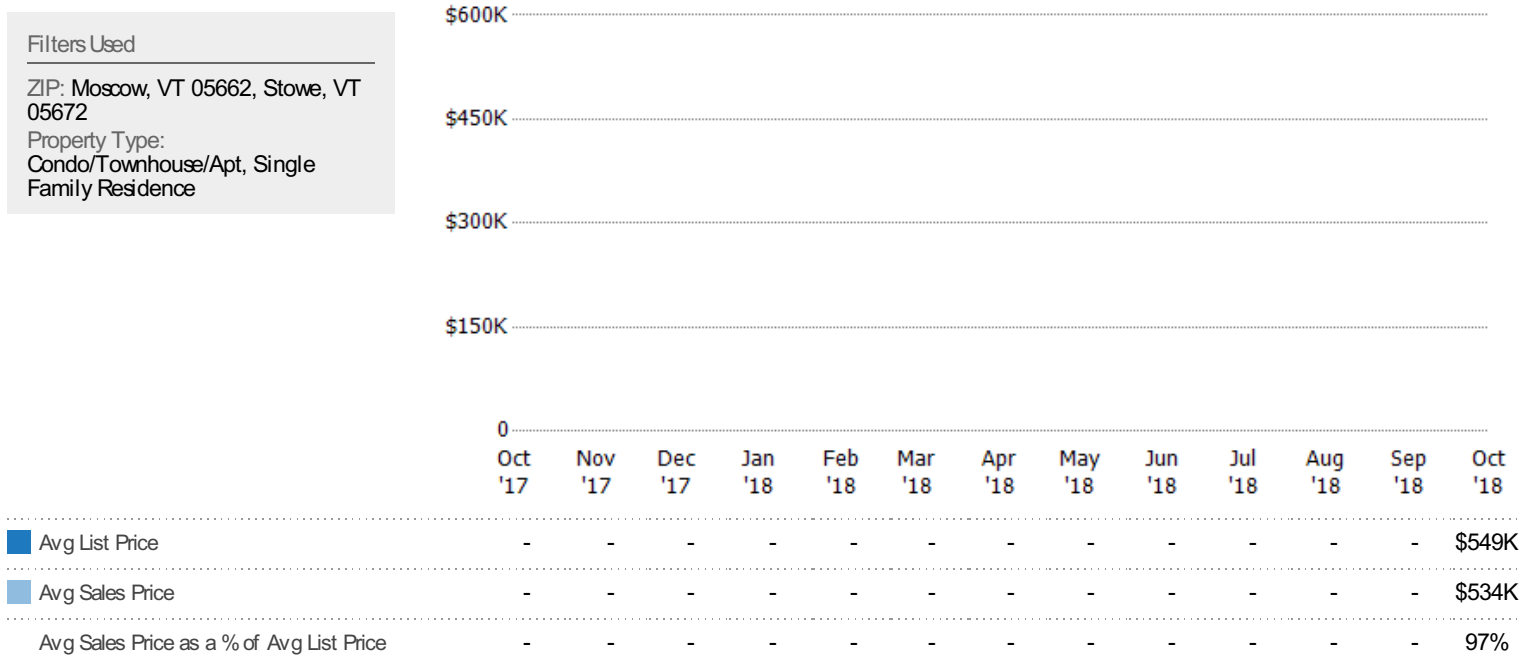 Filters Used
ZIP: Moscow, VT 05662, Stowe, VT
05672
Property Type:
Condo/Townhouse/Apt, Single
Family Residence
$600K
$450K
$300K
$150K
0
Oct Nov Dec Jan Feb Mar Apr May Jun Jul Aug Sep Oct
'17 '17 '17 '18 '18 '18 '18 '18 '18 '18 '18 '18 '18
Avg List Price - - - - - - - - - - - - $549K
Avg Sales Price - - - - - - - - - - - - $534K
Avg Sales Price as a % of Avg List Price - - - - - - - - - - - - 97%